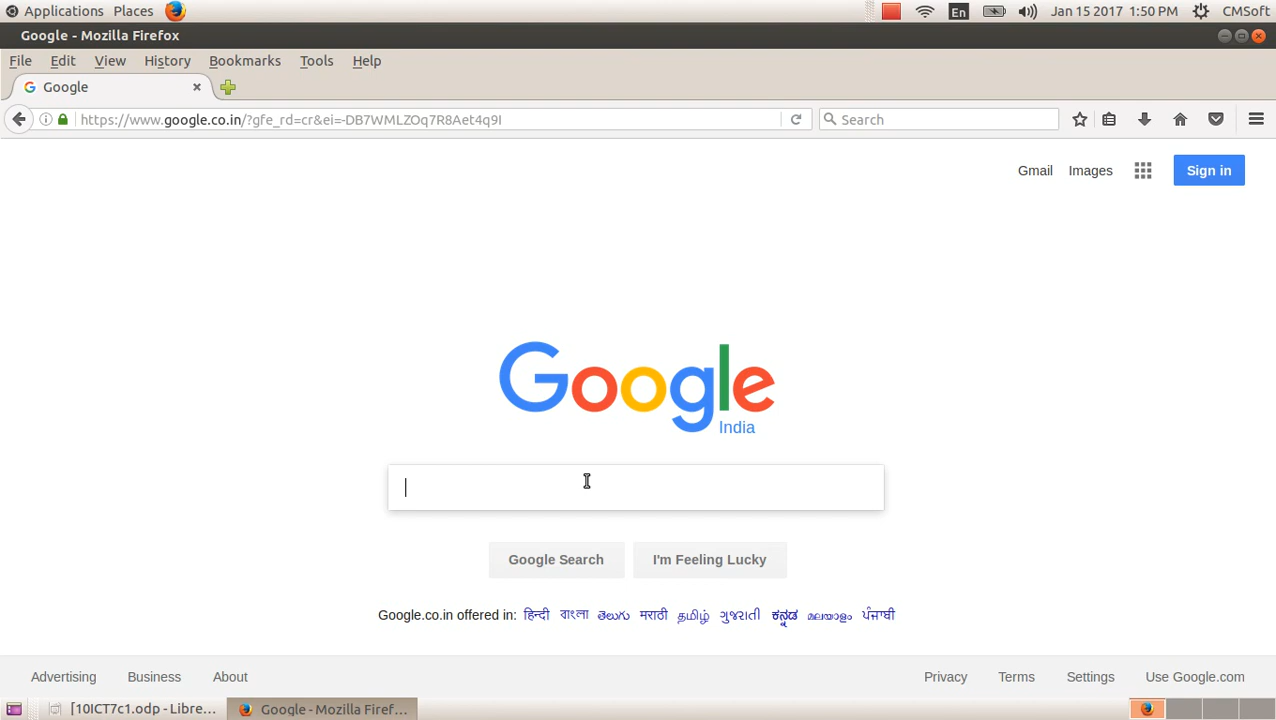 Applications Places En Jan 15 2017 1:50 PM CMSoft
Google - Mozilla Firefox
File Edit View History Bookmarks Tools Help
G Google
https://www.google.co.in/?gfe_rd=cr&ei=-DB7WMLZOq7R8Aet4q9I Search
Gmail Images Sign in
Google
India
Google Search I'm Feeling Lucky
Google.co.in offered in: हिन्दी বাংলা తెలుగు मराठी தமிழ் ગુજરાતી ಕನ್ನಡ മലയാളം ਪੰਜਾਬੀ
Advertising Business About Privacy Terms Settings Use Google.com
[10ICT7c1.odp - Libre... Google - Mozilla Firef...